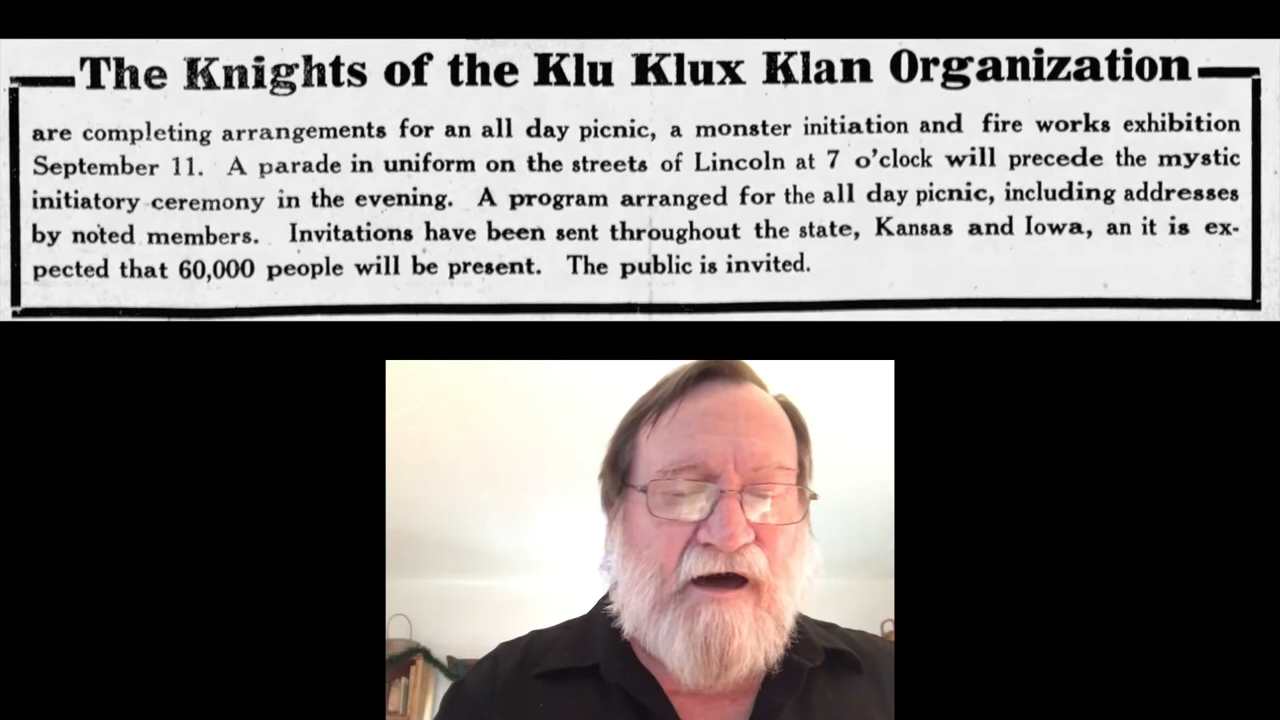 The Knights of the Klu Klux Klan Organization
are completing arrangements for an all day picnic, a monster initiation and fire works exhibition
September 11. A parade in uniform on the streets of Lincoln at 7 o'clock will precede the mystic
initiatory ceremony in the evening. A program arranged for the all day picnic, including addresses
by noted members. Invitations have been sent throughout the state, Kansas and Iowa, an it is ex-
pected that 60,000 people will be present. The public is invited.